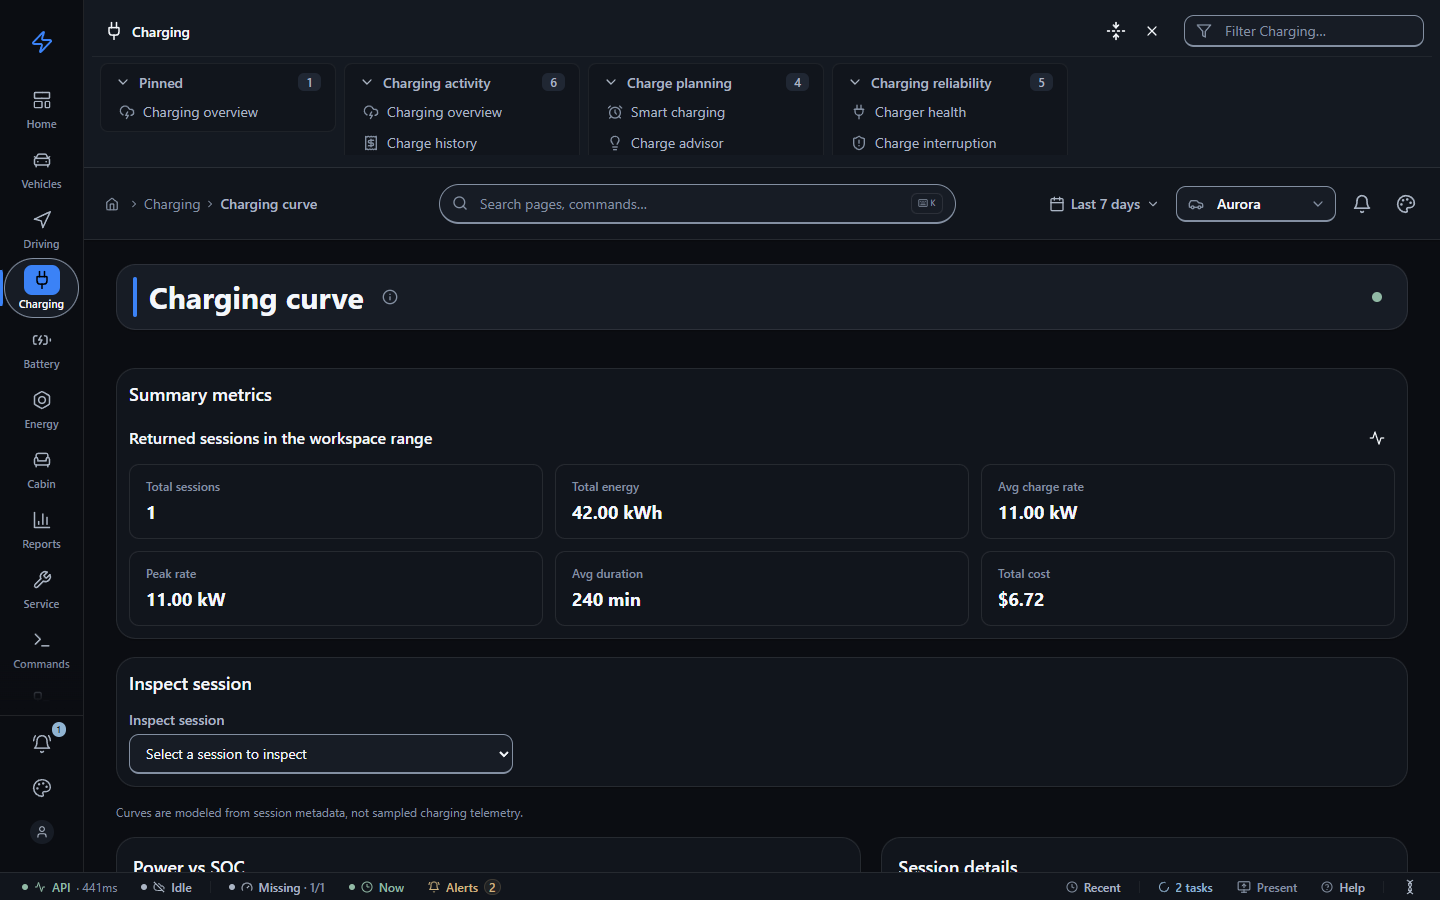 Charging
Filter Charging...
Pinned 1
Charging overview
Charging activity 6
Charging overview
Charge history
Charge planning 4
Smart charging
Charge advisor
Charging reliability 5
Charger health
Charge interruption
Home
Vehicles
Driving
Charging
Battery
Energy
Cabin
Reports
Service
Commands
1
Charging
Charging curve
Search pages, commands...
K
Last 7 days
Aurora
Charging curve
Summary metrics
Returned sessions in the workspace range
Total sessions
1
Total energy
42.00 kWh
Avg charge rate
11.00 kW
Peak rate
11.00 kW
Avg duration
240 min
Total cost
$6.72
Inspect session
Inspect session
Select a session to inspect
Curves are modeled from session metadata, not sampled charging telemetry.
Power vs SOC
Session details
API · 441ms
Idle
Missing · 1/1
Now
Alerts 2
Recent
2 tasks
Present
Help